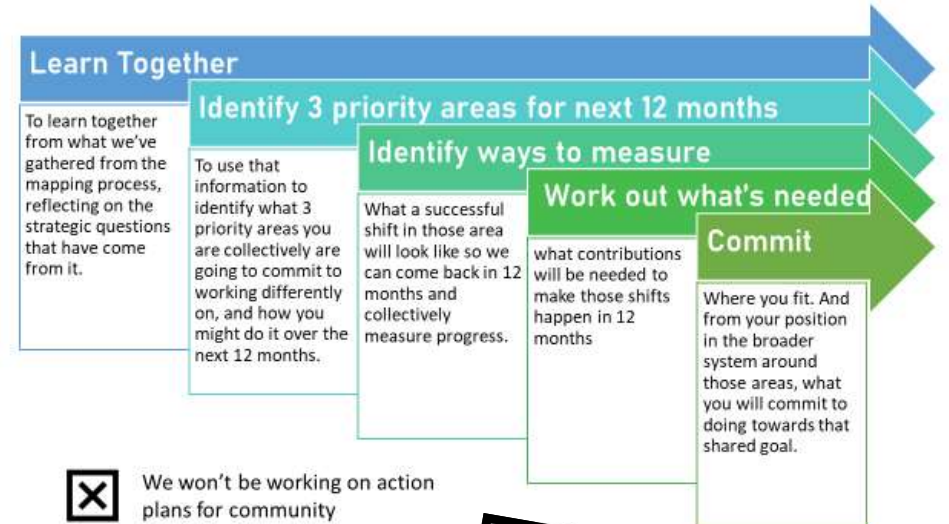 Learn Together
To learn together
from what we've
gathered from the
mapping process,
reflecting on the
strategic questions
that have come
from it.
Identify 3 priority areas for next 12 months
To use that
information to
identify what 3
priority areas you
are collectively are
going to commit to
working differently
on, and how you
might do it over the
next 12 months.
Identify ways to measure
What a successful
shift in those area
will look like so we
can come back in 12
months and
collectively
measure progress.
Work out what's needed
what contributions
will be needed to
make those shifts
happen in 12
months
Commit
Where you fit. And
from your position
in the broader
system around
those areas, what
you will commit to
doing towards that
shared goal.
We won't be working on action
plans for community